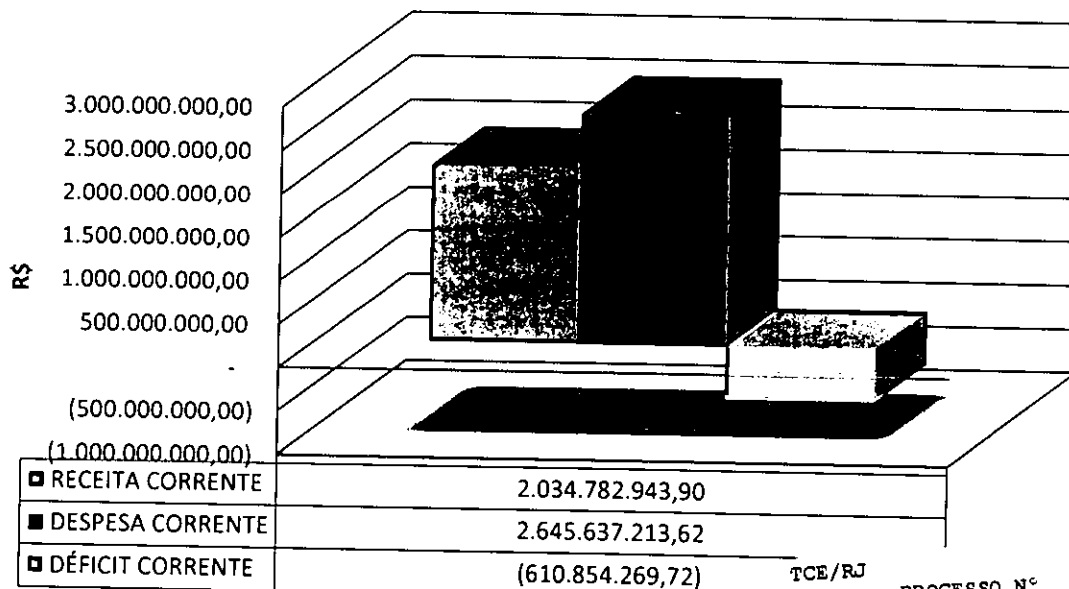 R$
3.000.000.000,00
2.500.000.000,00
2.000.000.000,00
1.500.000.000,00
1.000.000.000,00
500.000.000,00
-
(500.000.000,00)
(1.000.000.000,00)
RECEITA CORRENTE 2.034.782.943,90
DESPESA CORRENTE 2.645.637.213,62
DÉFICIT CORRENTE (610.854.269,72)
TCE/RJ
PROCESSO Nº